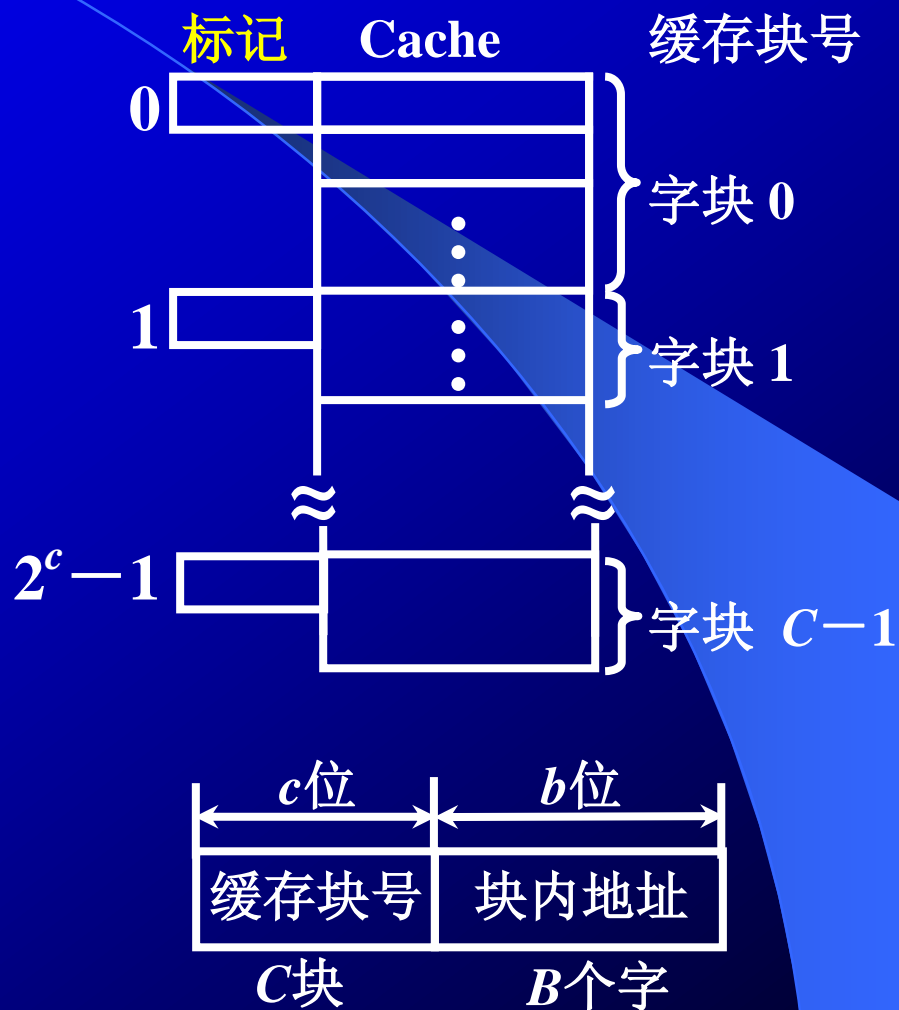 标记 Cache 缓存块号
0
字块 0
1
字块 1
2^c－1
字块 C－1
c位 b位
缓存块号 块内地址
C块 B个字